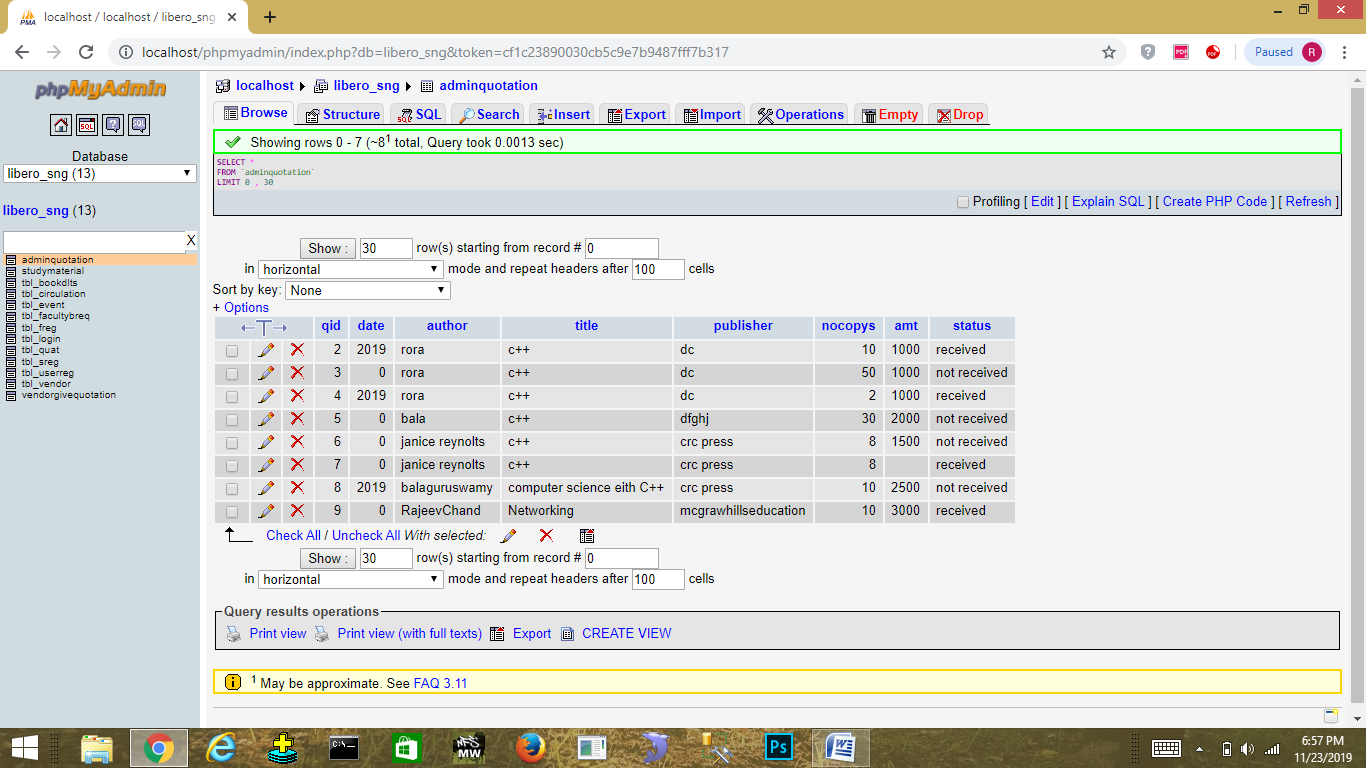 localhost / localhost / libero_sng
localhost/phpmyadmin/index.php?db=libero_sng&token=cf1c23890030cb5c9e7b9487fff7b317
Paused R
phpMyAdmin
SQL
Database
libero_sng (13)
libero_sng (13)
X
adminquotation
studymaterial
tbl_bookdlts
tbl_circulation
tbl_event
tbl_facultybreq
tbl_freg
tbl_login
tbl_quat
tbl_sreg
tbl_userreg
tbl_vendor
vendorgivequotation
localhost libero_sng adminquotation
Browse Structure SQL Search Insert Export Import Operations Empty Drop
Showing rows 0 - 7 (~8¹ total, Query took 0.0013 sec)
SELECT *
FROM `adminquotation`
LIMIT 0 , 30
Profiling [ Edit ] [ Explain SQL ] [ Create PHP Code ] [ Refresh ]
Show : 30 row(s) starting from record # 0
in horizontal mode and repeat headers after 100 cells
Sort by key: None
+ Options
←T→ qid date author title publisher nocopys amt status
2 2019 rora c++ dc 10 1000 received
3 0 rora c++ dc 50 1000 not received
4 2019 rora c++ dc 2 1000 received
5 0 bala c++ dfghj 30 2000 not received
6 0 janice reynolts c++ crc press 8 1500 not received
7 0 janice reynolts c++ crc press 8 received
8 2019 balaguruswamy computer science eith C++ crc press 10 2500 not received
9 0 RajeevChand Networking mcgrawhillseducation 10 3000 received
Check All / Uncheck All With selected:
Show : 30 row(s) starting from record # 0
in horizontal mode and repeat headers after 100 cells
Query results operations
Print view Print view (with full texts) Export CREATE VIEW
¹ May be approximate. See FAQ 3.11
NFS
MW
Ps
6:57 PM
11/23/2019